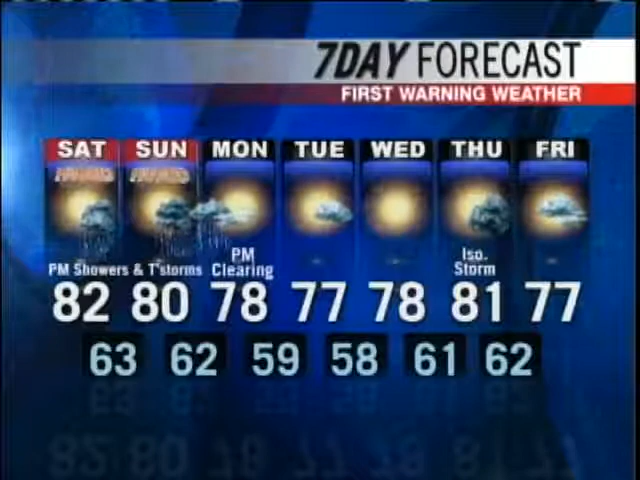 7DAY FORECAST
FIRST WARNING WEATHER
SAT SUN MON TUE WED THU FRI
PM Showers & T'storms PM Clearing Iso. Storm
82 80 78 77 78 81 77
63 62 59 58 61 62